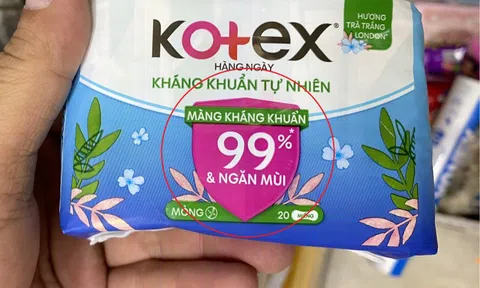 Kotex
HƯƠNG
TRÀ TRẮNG
LONDON
HÀNG NGÀY
KHÁNG KHUẨN TỰ NHIÊN
MÀNG KHÁNG KHUẨN
99%*
& NGĂN MÙI
MỎNG
20 MIẾNG